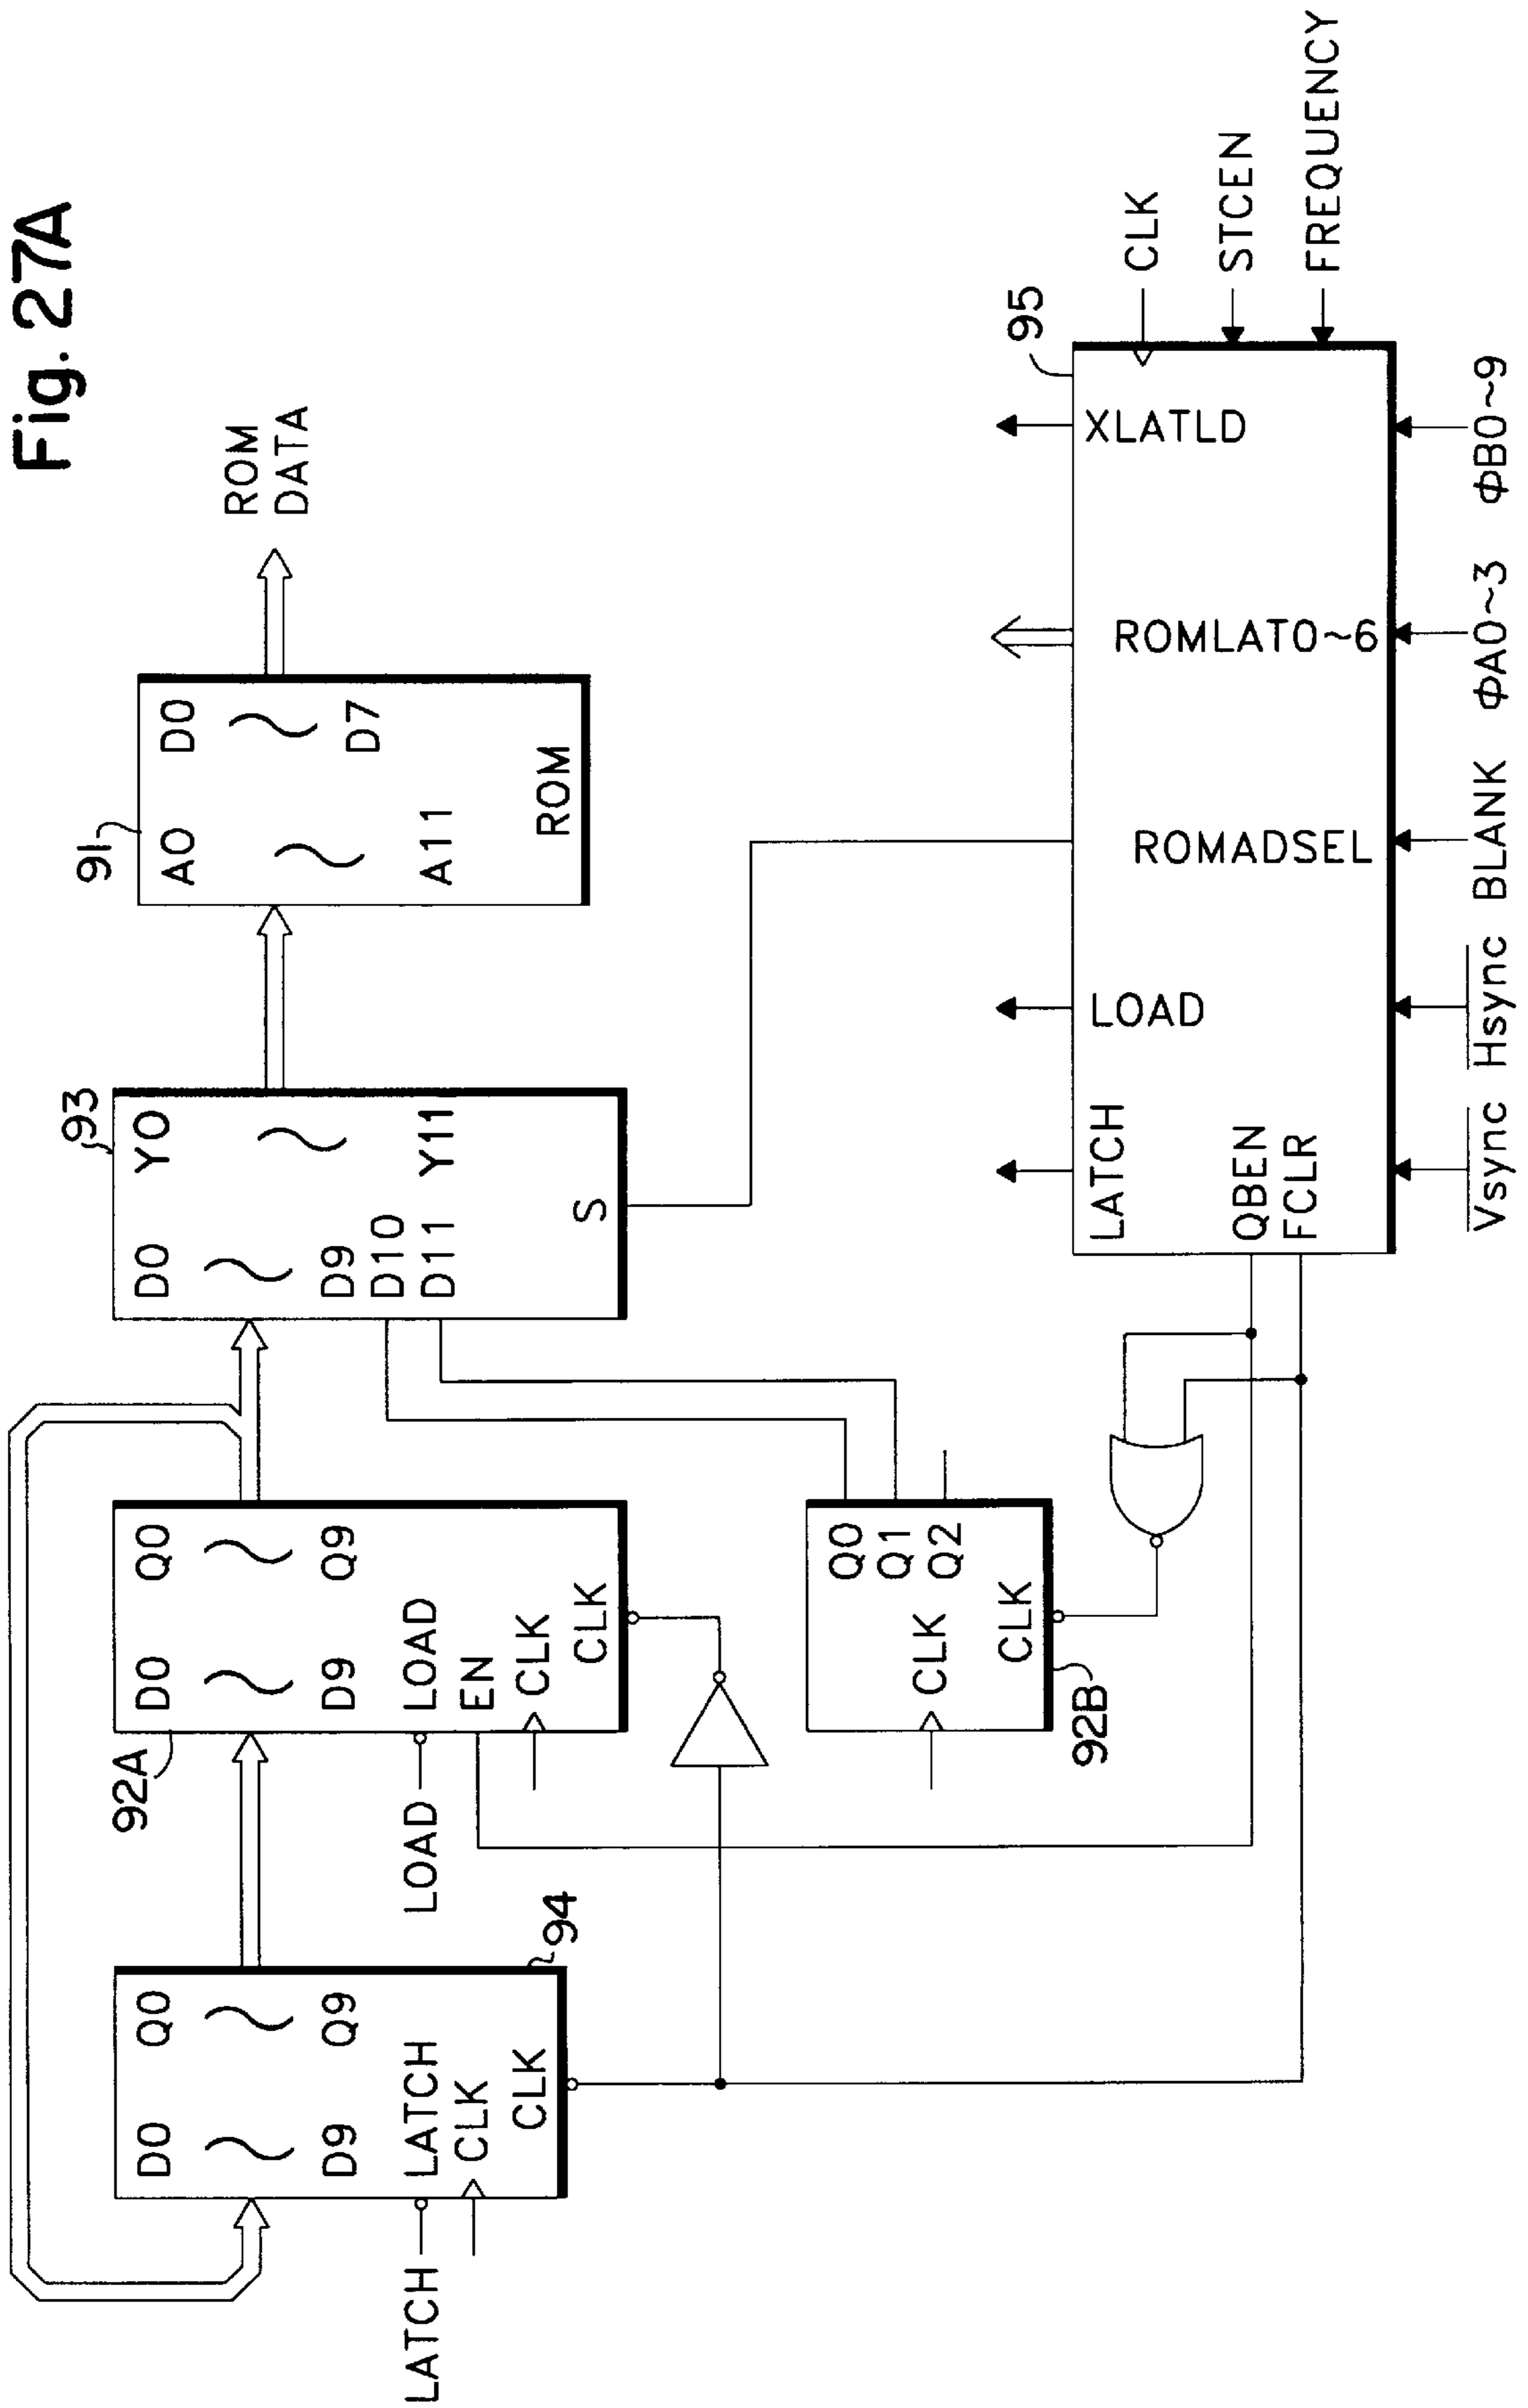 Fig. 27A
94
D0 Q0
D9 Q9
LATCH
LATCH
CLK
CLK
92A
D0 Q0
D9 Q9
LOAD
LOAD
EN
CLK
CLK
93
D0 Y0
D9
D10
D11 Y11
S
91
A0 D0
D7
A11
ROM
ROM
DATA
Q0
Q1
CLK Q2
CLK
92B
95
LATCH
LOAD
ROMADSEL
ROMLAT0~6
XLATLD
QBEN
FCLR
CLK
STCEN
FREQUENCY
Vsync Hsync BLANK ΦA0~3 ΦB0~9